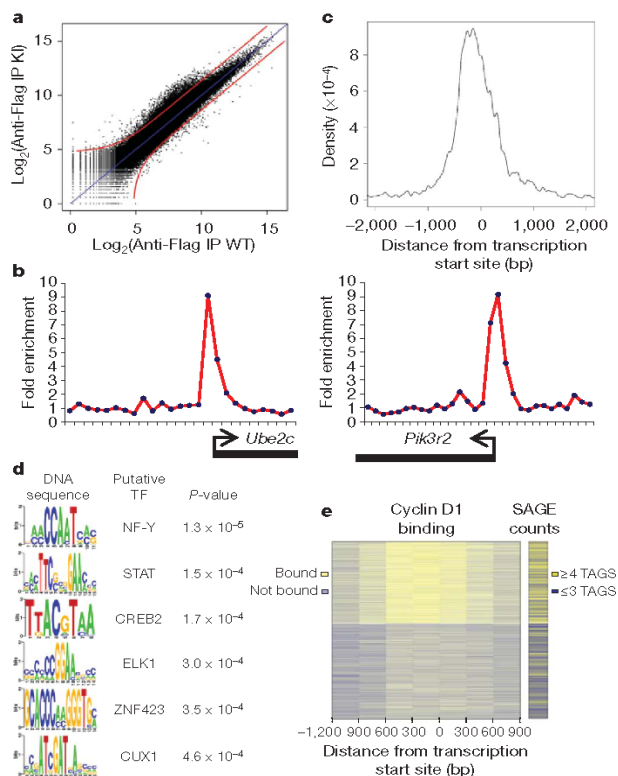 a
Log2(Anti-Flag IP KI)
15
10
5
0
0 5 10 15
Log2(Anti-Flag IP WT)
c
Density (×10–4)
8
6
4
2
0
–2,000 –1,000 0 1,000 2,000
Distance from transcription
start site (bp)
b
Fold enrichment
10
9
8
7
6
5
4
3
2
1
0
Ube2c
Fold enrichment
10
9
8
7
6
5
4
3
2
1
0
Pik3r2
d
DNA sequence
Putative TF
P-value
NF-Y 1.3 × 10–5
STAT 1.5 × 10–4
CREB2 1.7 × 10–4
ELK1 3.0 × 10–4
ZNF423 3.5 × 10–4
CUX1 4.6 × 10–4
e
Cyclin D1 binding
SAGE counts
Bound
Not bound
≥4 TAGS
≤3 TAGS
–1,200 900 600 300 0 300 600 900
Distance from transcription
start site (bp)